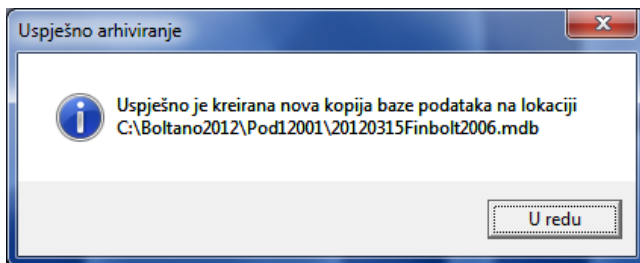 Uspješno arhiviranje
Uspješno je kreirana nova kopija baze podataka na lokaciji
C:\Boltano2012\Pod12001\20120315Finbolt2006.mdb
U redu